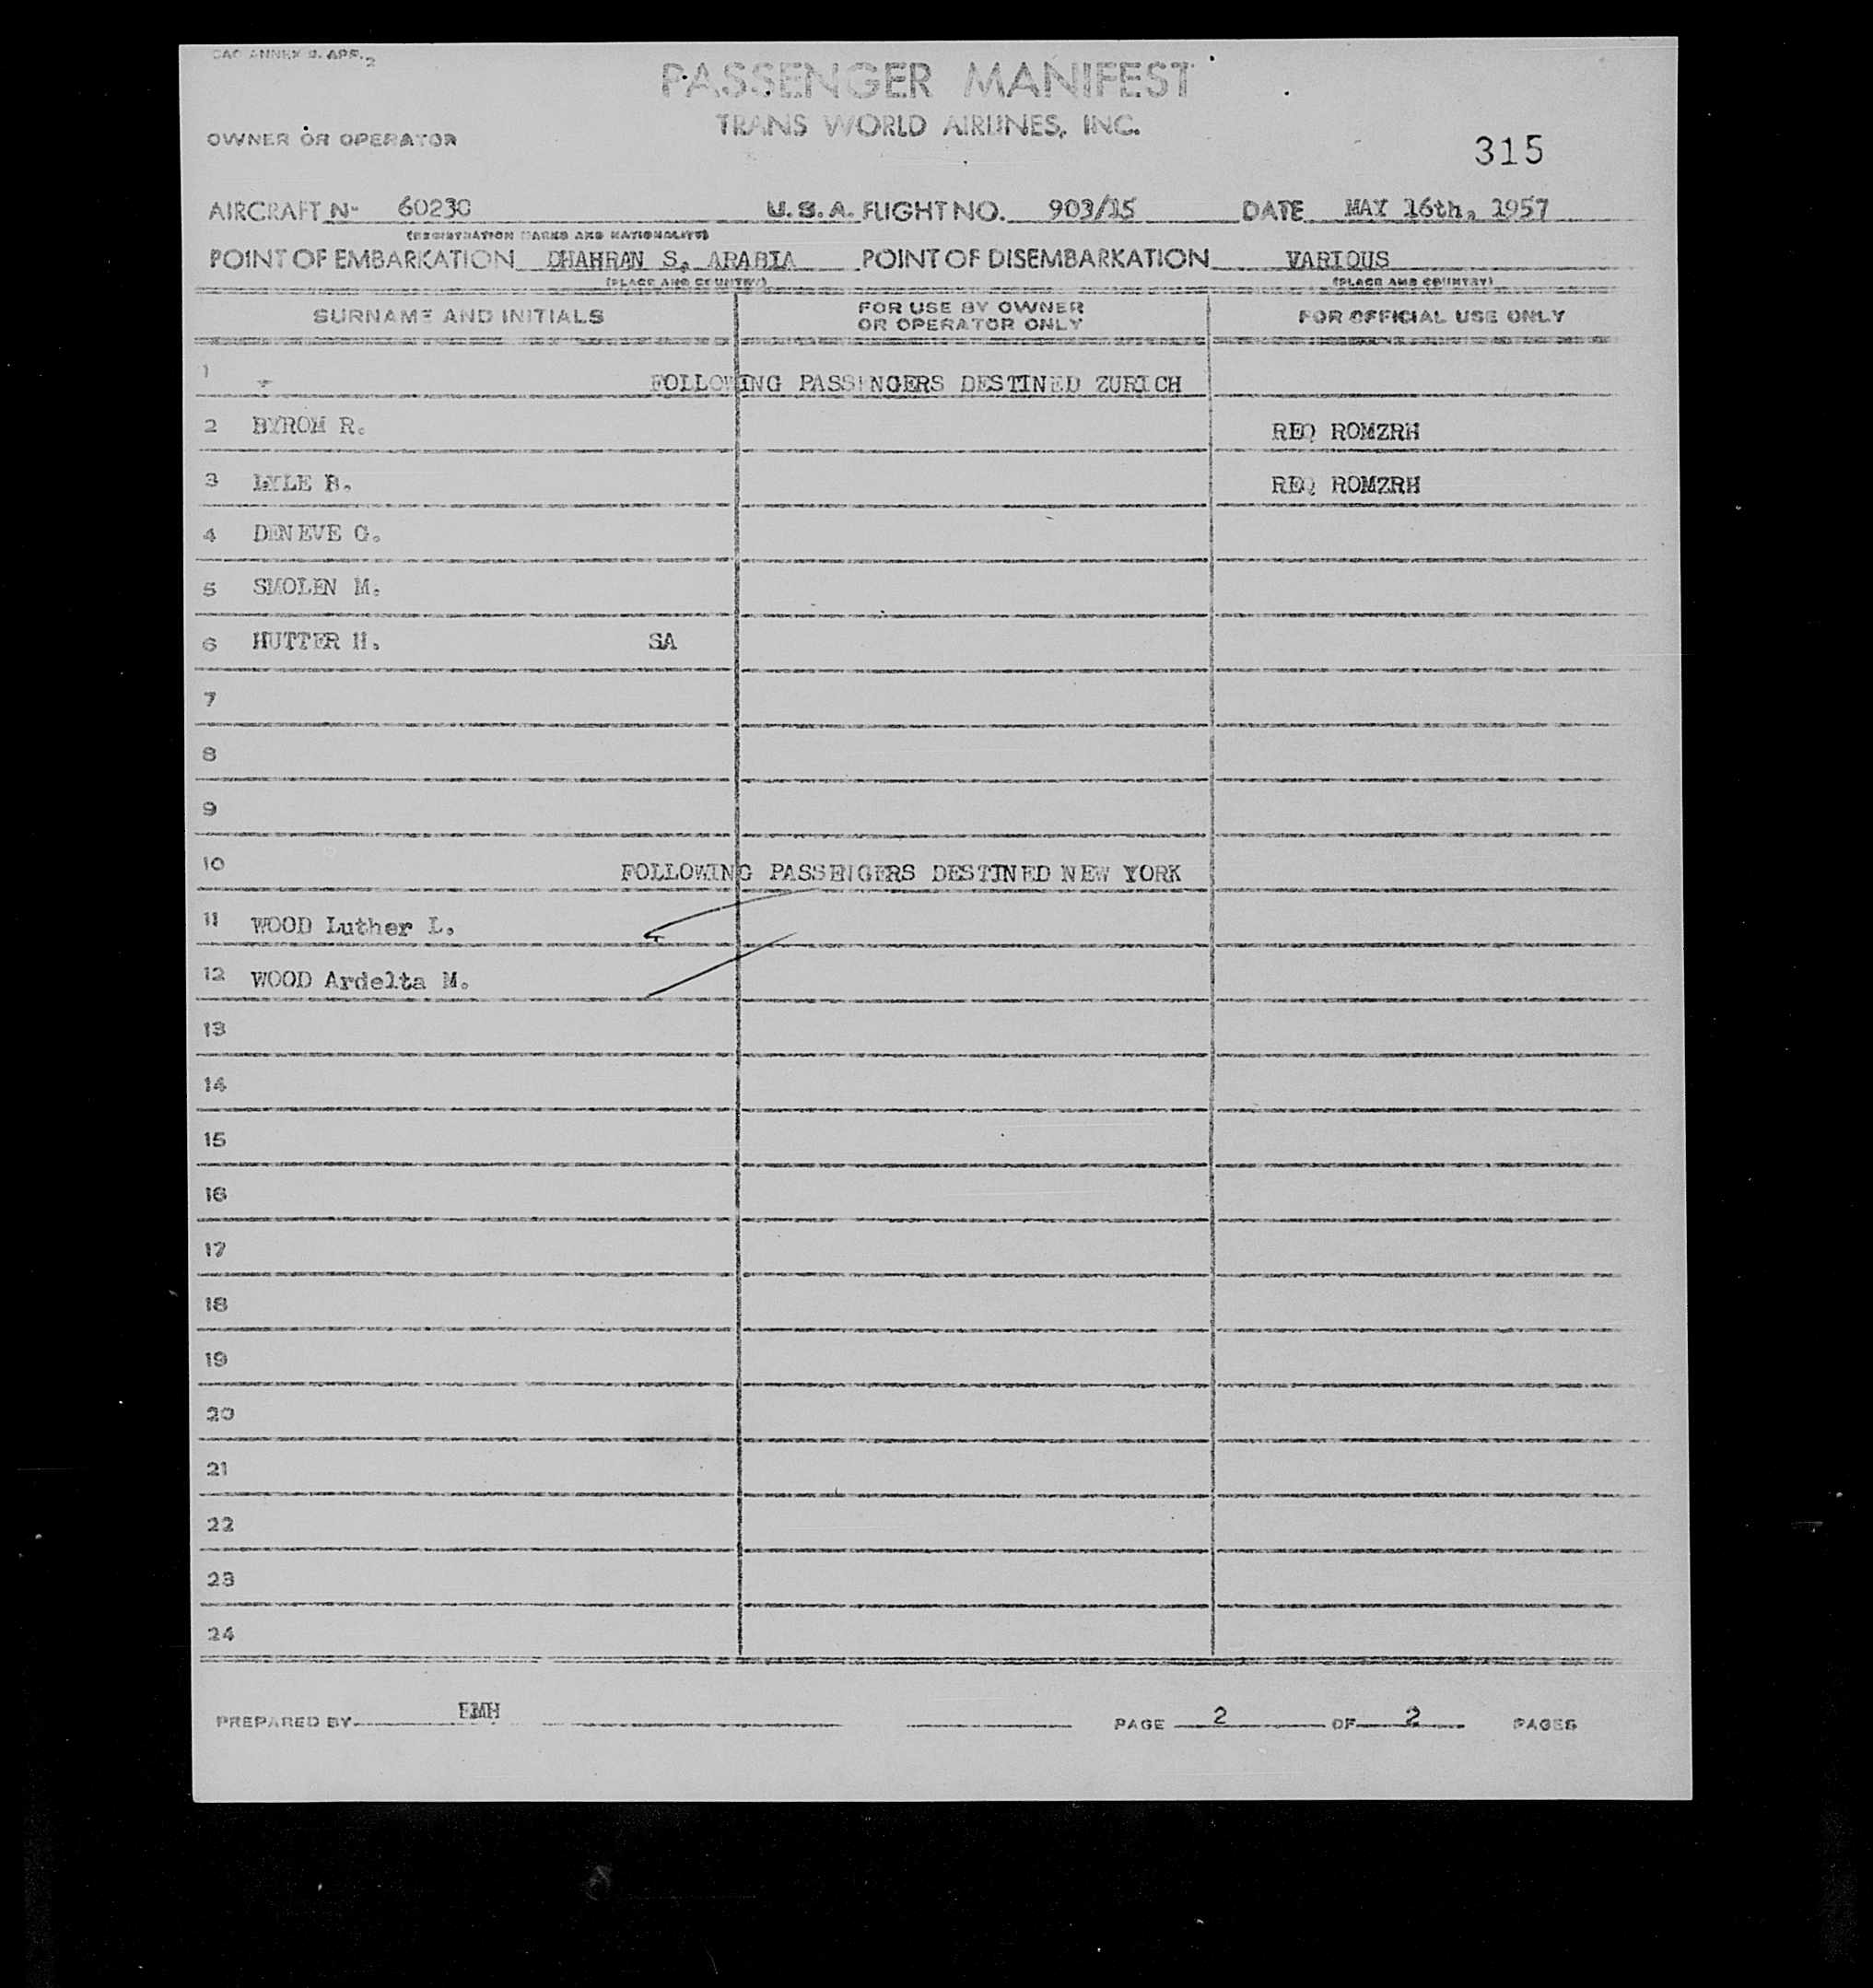 ICAO ANNEX 9. APP. 2
PASSENGER MANIFEST
TRANS WORLD AIRLINES, INC.
OWNER OR OPERATOR
315
AIRCRAFT N- 6023C U.S.A. FLIGHT NO. 903/15 DATE MAY 16th, 1957
(REGISTRATION MARKS AND NATIONALITY)
POINT OF EMBARKATION DHAHRAN S, ARABIA POINT OF DISEMBARKATION VARIOUS
(PLACE AND COUNTRY) (PLACE AND COUNTRY)
SURNAME AND INITIALS FOR USE BY OWNER OR OPERATOR ONLY FOR OFFICIAL USE ONLY
1 FOLLOWING PASSENGERS DESTINED ZURICH
2 BYROM R. REQ ROMZRH
3 LYLE B. REQ ROMZRH
4 DENEVE G.
5 SMOLEN M.
6 HUTTER H. SA
7
8
9
10 FOLLOWING PASSENGERS DESTINED NEW YORK
11 WOOD Luther L.
12 WOOD Ardelta M.
13
14
15
16
17
18
19
20
21
22
23
24
PREPARED BY EMH PAGE 2 OF 2 PAGES